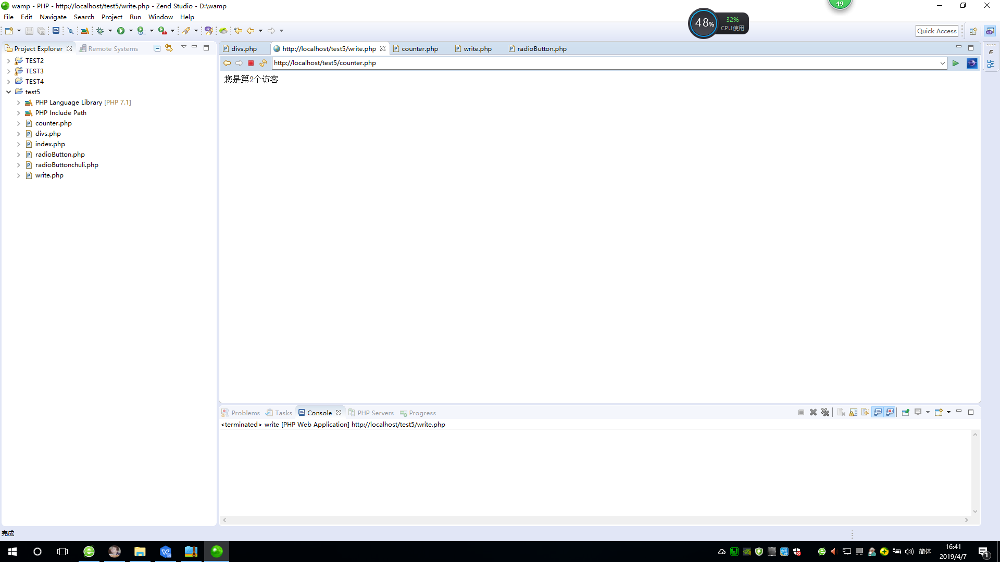 wamp - PHP - http://localhost/test5/write.php - Zend Studio - D:\wamp
49
File Edit Navigate Search Project Run Window Help
48%
32%
CPU使用
Quick Access
Project Explorer
Remote Systems
divs.php
http://localhost/test5/write.php
counter.php
write.php
radioButton.php
http://localhost/test5/counter.php
您是第2个访客
TEST2
TEST3
TEST4
test5
PHP Language Library [PHP 7.1]
PHP Include Path
counter.php
divs.php
index.php
radioButton.php
radioButtonchuli.php
write.php
Problems
Tasks
Console
PHP Servers
Progress
<terminated> write [PHP Web Application] http://localhost/test5/write.php
完成
简体
16:41
2019/4/7
1